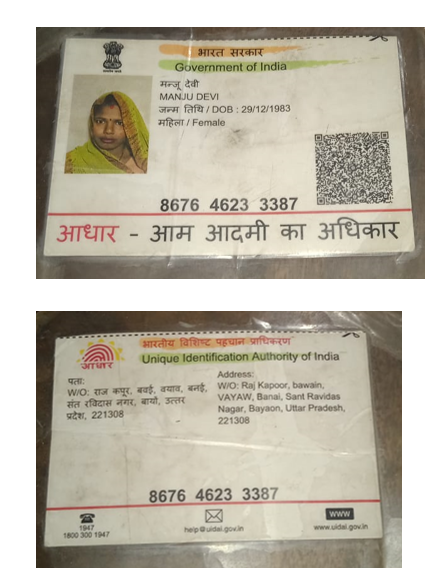 भारत सरकार
Government of India
मन्जू देवी
MANJU DEVI
जन्म तिथि / DOB : 29/12/1983
महिला / Female
8676 4623 3387
आधार - आम आदमी का अधिकार
भारतीय विशिष्ट पहचान प्राधिकरण
Unique Identification Authority of India
आधार
पता:
W/O: राज कपूर, बवई, वयाव, बनई,
संत रविदास नगर, बायों, उत्तर
प्रदेश, 221308
Address:
W/O: Raj Kapoor, bawain,
VAYAW, Banai, Sant Ravidas
Nagar, Bayaon, Uttar Pradesh,
221308
8676 4623 3387
1947
1800 300 1947
help@uidai.gov.in
WWW
www.uidai.gov.in